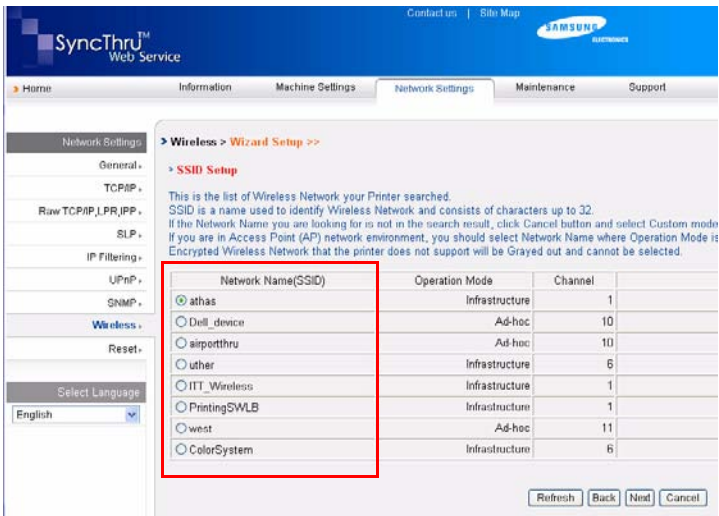 Contact us | Site Map
SAMSUNG
ELECTRONICS
SyncThru™
Web Service
Home Information Machine Settings Network Settings Maintenance Support
Network Settings
General
TCP/IP
Raw TCP/IP,LPR,IPP
SLP
IP Filtering
UPnP
SNMP
Wireless
Reset
Select Language
English
Wireless > Wizard Setup >>
SSID Setup
This is the list of Wireless Network your Printer searched.
SSID is a name used to identify Wireless Network and consists of characters up to 32.
If the Network Name you are looking for is not in the search result, click Cancel button and select Custom mode
If you are in Access Point (AP) network environment, you should select Network Name where Operation Mode is
Encrypted Wireless Network that the printer does not support will be Grayed out and cannot be selected.
Network Name(SSID) Operation Mode Channel
athas Infrastructure 1
Dell_device Ad-hoc 10
airportthru Ad-hoc 10
uther Infrastructure 6
ITT_Wireless Infrastructure 1
PrintingSWLB Infrastructure 1
west Ad-hoc 11
ColorSystem Infrastructure 6
Refresh Back Next Cancel